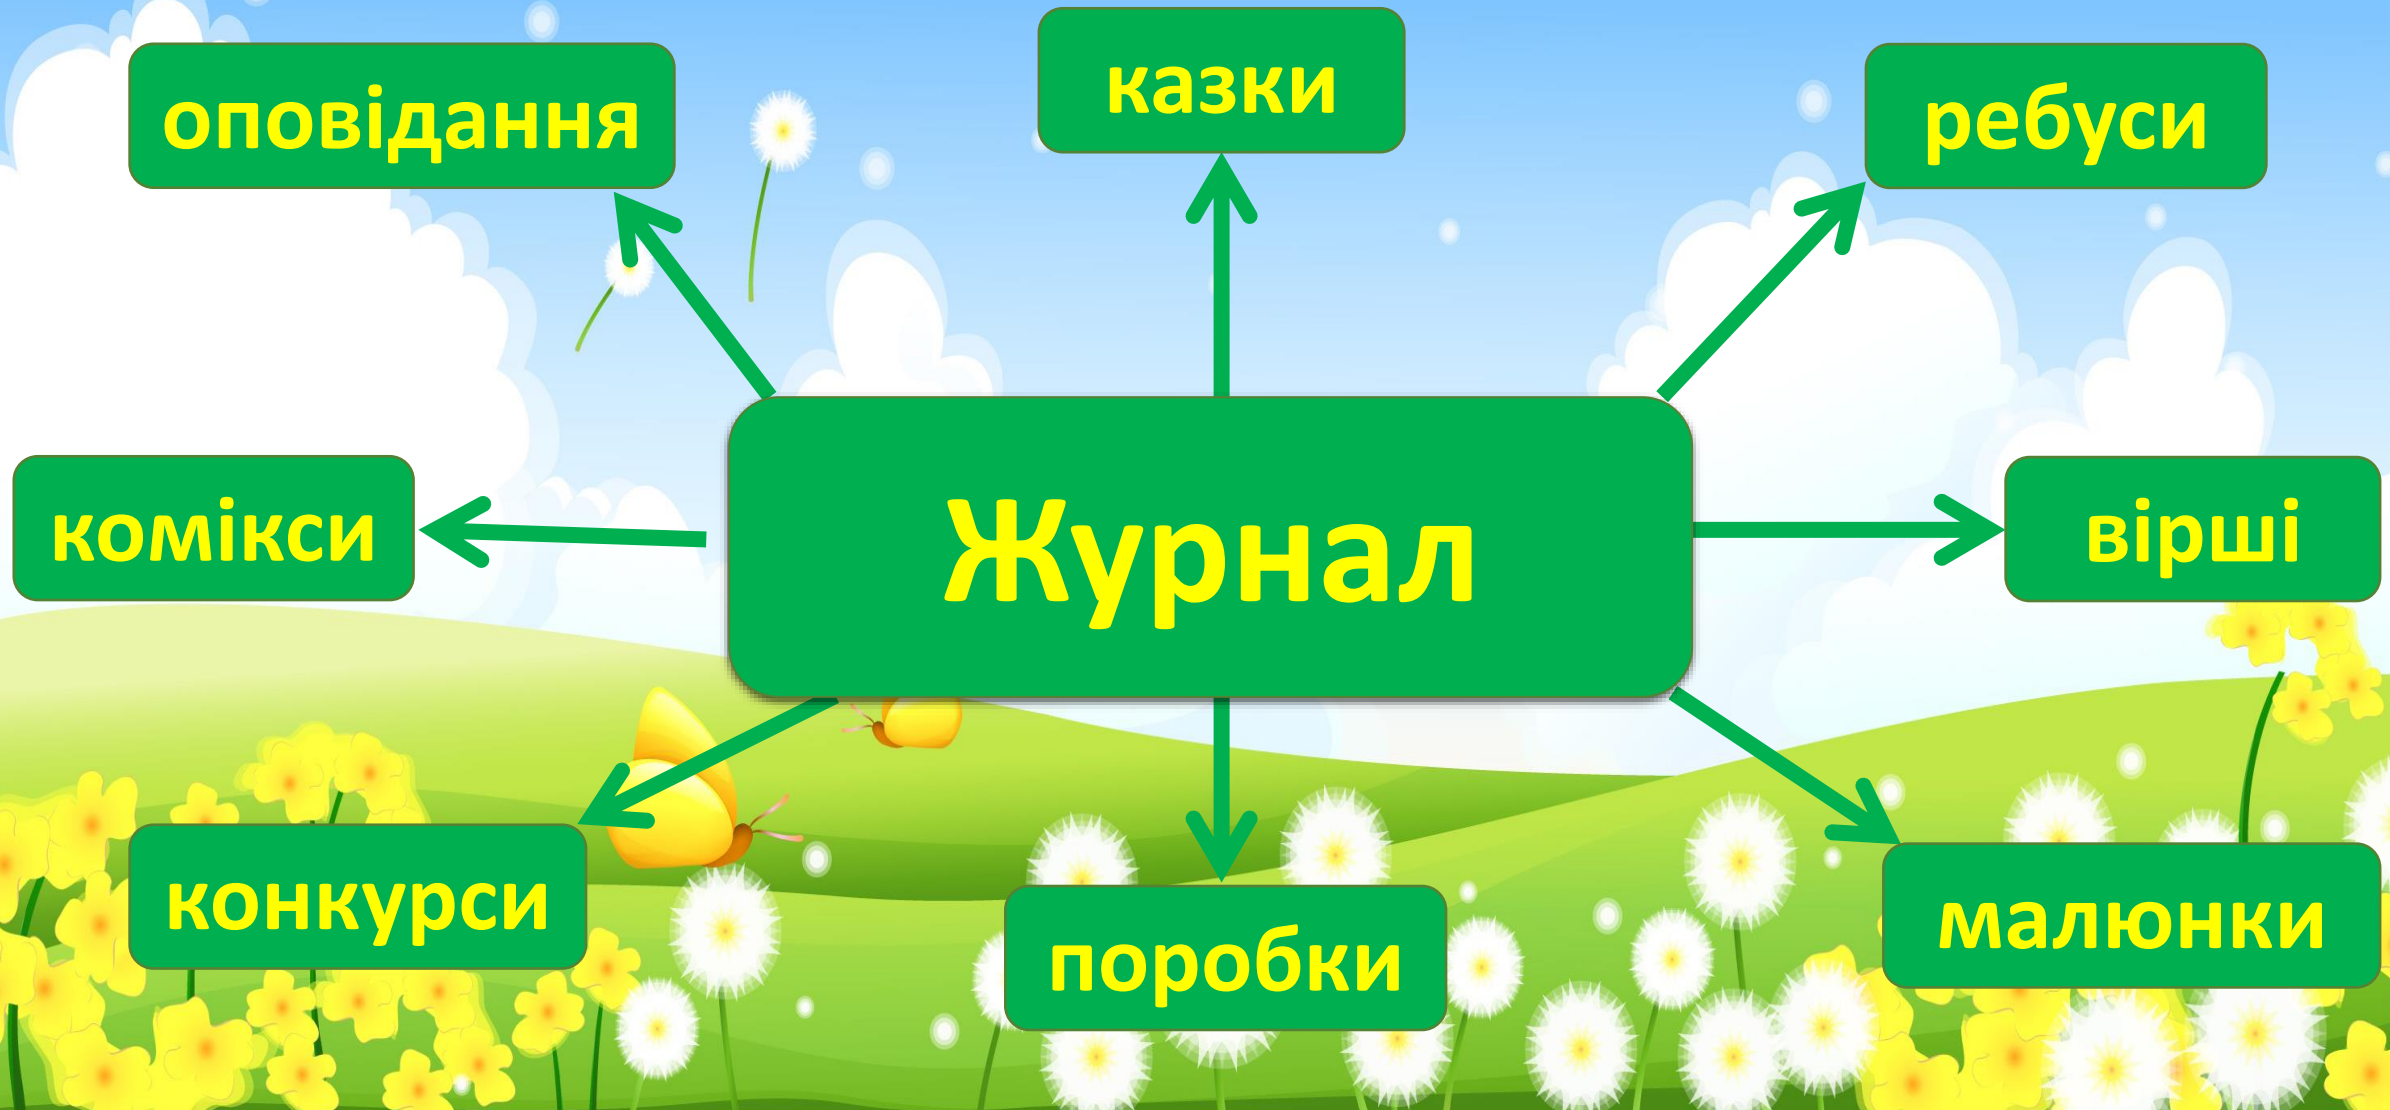 оповідання
казки
ребуси
комікси
Журнал
вірші
конкурси
поробки
малюнки